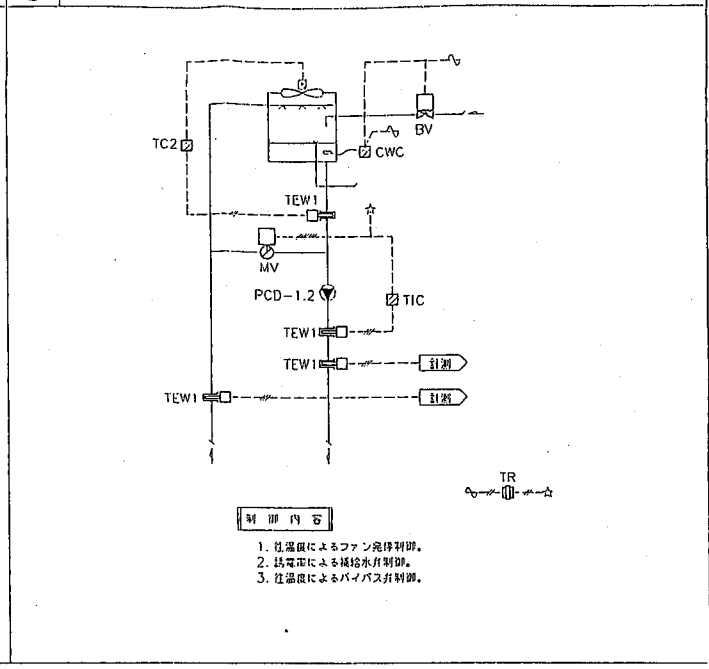 TC2
BV
CWC
TEW1
MV
PCD-1.2
TIC
TEW1
TEW1
計測
TEW1
計測
TR
制御内容
1. 往温度によるファン発停制御。
2. 誘電率による補給水弁制御。
3. 往温度によるバイパス弁制御。